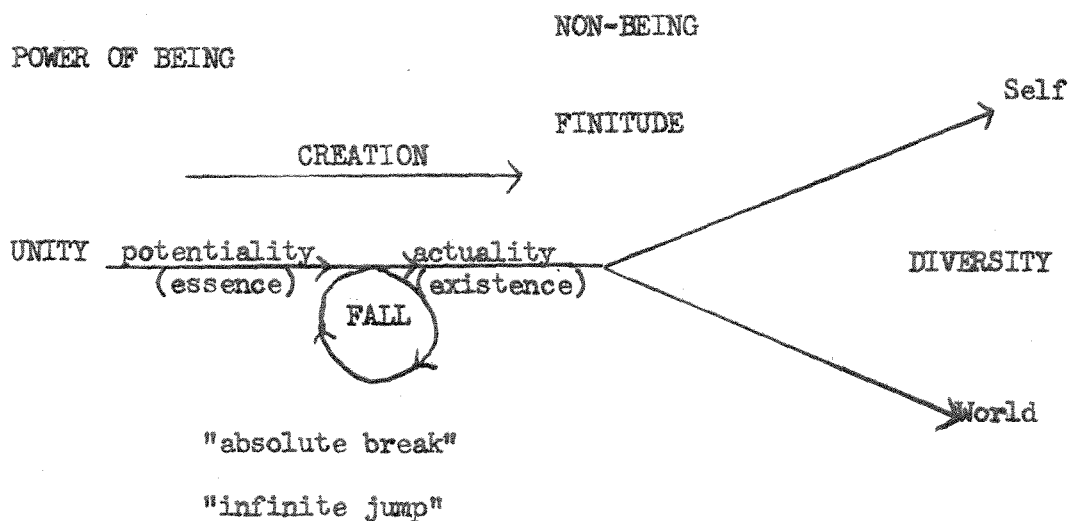 NON-BEING
POWER OF BEING
Self
FINITUDE
CREATION
UNITY potentiality actuality
DIVERSITY
(essence) (existence)
FALL
World
"absolute break"
"infinite jump"